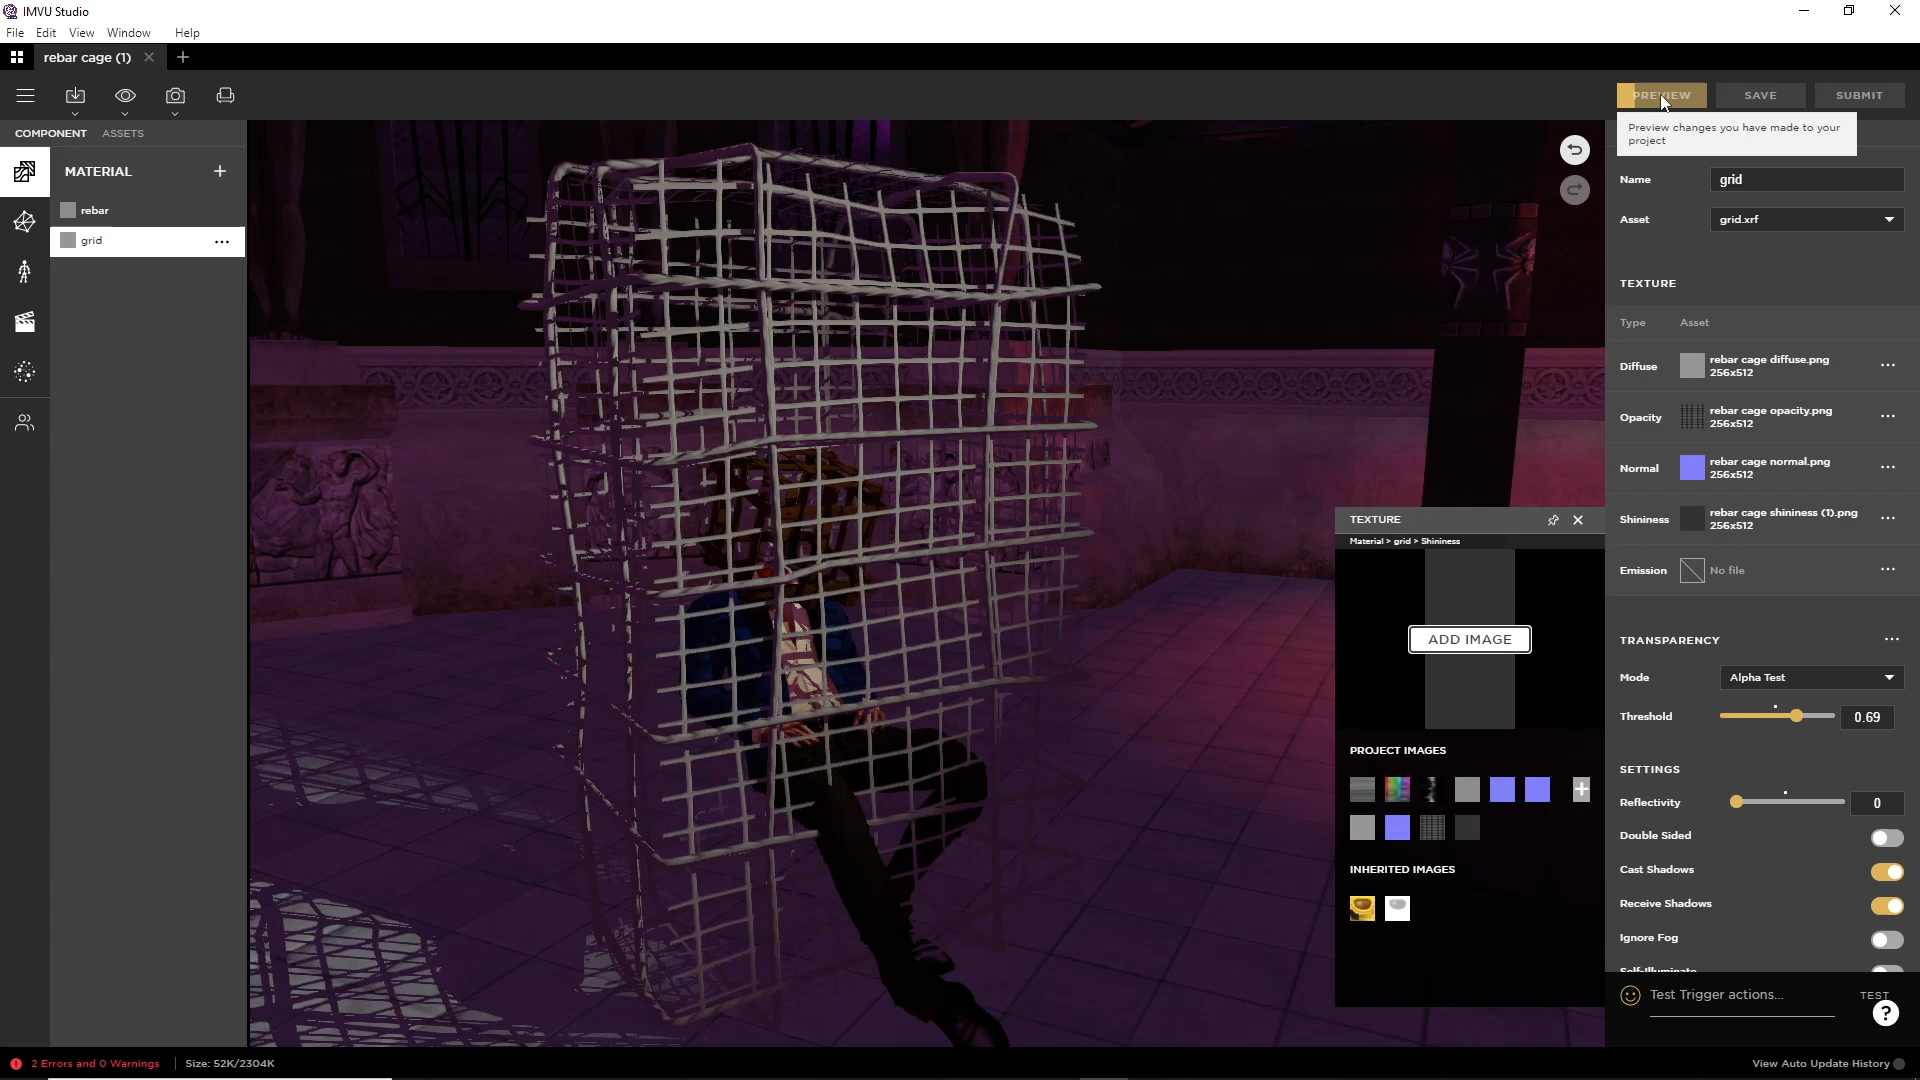 IMVU Studio
File Edit View Window Help
rebar cage (1)
PREVIEW SAVE SUBMIT
COMPONENT ASSETS
Preview changes you have made to your
project
MATERIAL
rebar
grid
Name grid
Asset grid.xrf
TEXTURE
Type Asset
Diffuse rebar cage diffuse.png
256x512
Opacity rebar cage opacity.png
256x512
Normal rebar cage normal.png
256x512
Shininess rebar cage shininess (1).png
256x512
Emission No file
TEXTURE
Material > grid > Shininess
ADD IMAGE
PROJECT IMAGES
INHERITED IMAGES
TRANSPARENCY
Mode Alpha Test
Threshold 0.69
SETTINGS
Reflectivity 0
Double Sided
Cast Shadows
Receive Shadows
Ignore Fog
Self-Illuminate
Test Trigger actions... TEST
?
2 Errors and 0 Warnings Size: 52K/2304K
View Auto Update History